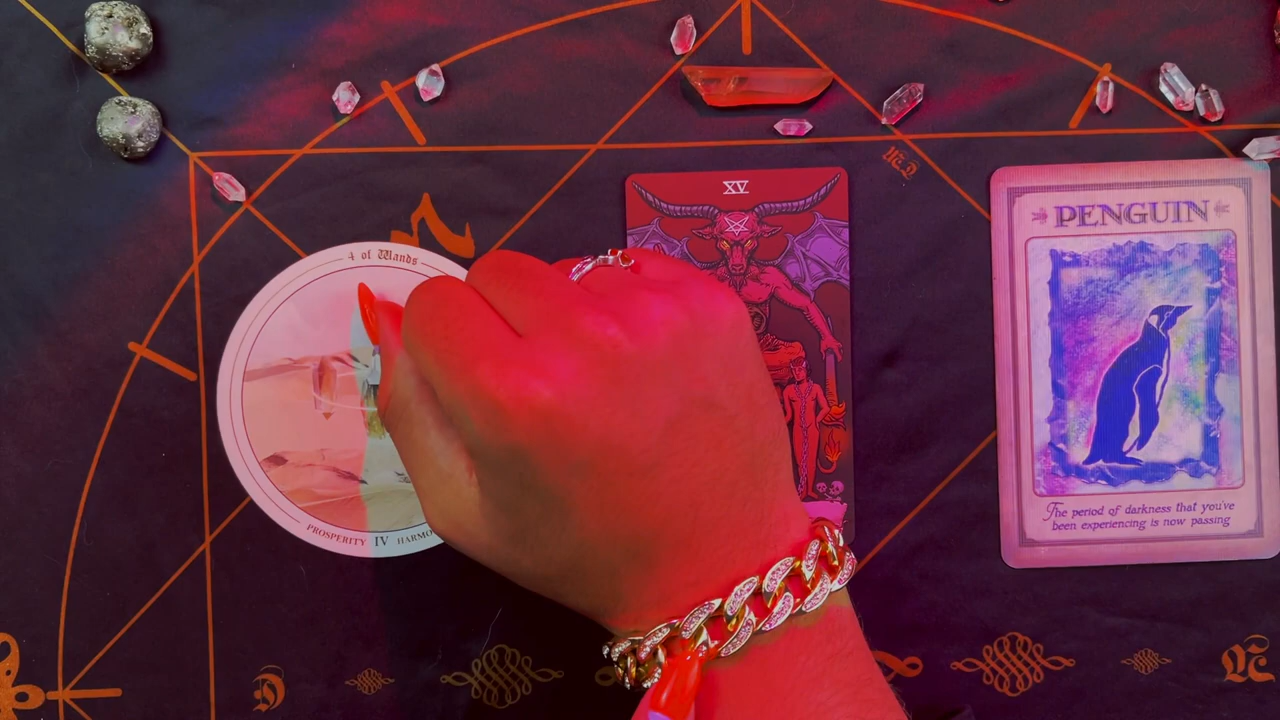 4 of Wands
PROSPERITY IV HARMO
XV
PENGUIN
The period of darkness that you've
been experiencing is now passing